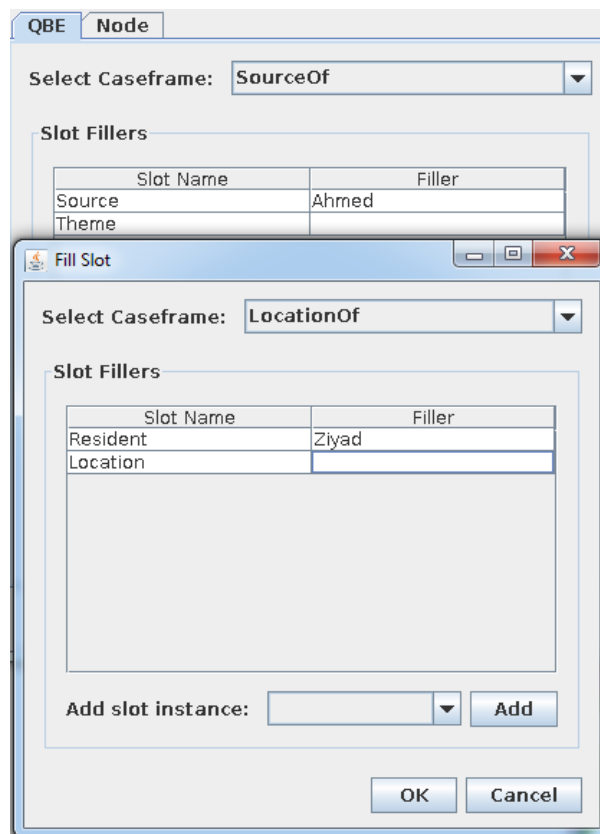 QBE Node
Select Caseframe: SourceOf
Slot Fillers
Slot Name Filler
Source Ahmed
Theme
Fill Slot
Select Caseframe: LocationOf
Slot Fillers
Slot Name Filler
Resident Ziyad
Location
Add slot instance: Add
OK Cancel